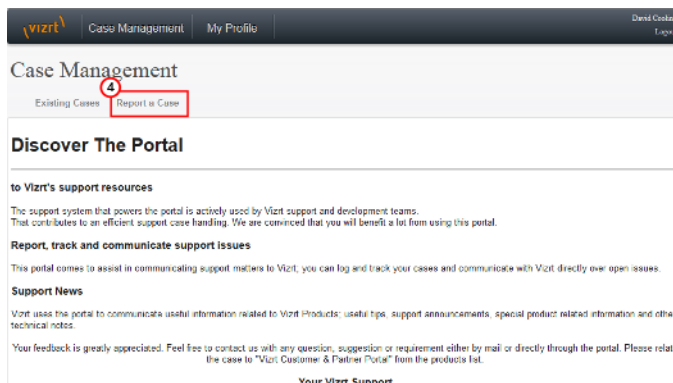 vizrt Case Management My Profile
David
Case Management
4
Existing Cases Report a Case
Discover The Portal
to Vizrt's support resources
The support system that powers the portal is actively used by Vizrt support and development teams.
That contributes to an efficient support case handling. We are convinced that you will benefit a lot from using this portal.
Report, track and communicate support issues
This portal comes to assist in communicating support matters to Vizrt, you can log and track your cases and communicate with Vizrt directly over open issues.
Support News
Vizrt uses the portal to communicate useful information related to Vizrt Products; useful tips, support announcements, special product related information and othe
technical notes.
Your feedback is greatly appreciated. Feel free to contact us with any question, suggestion or requirement either by mail or directly through the portal. Please relat
the case to "Vizrt Customer & Partner Portal" from the products list.
Your Vizrt Support